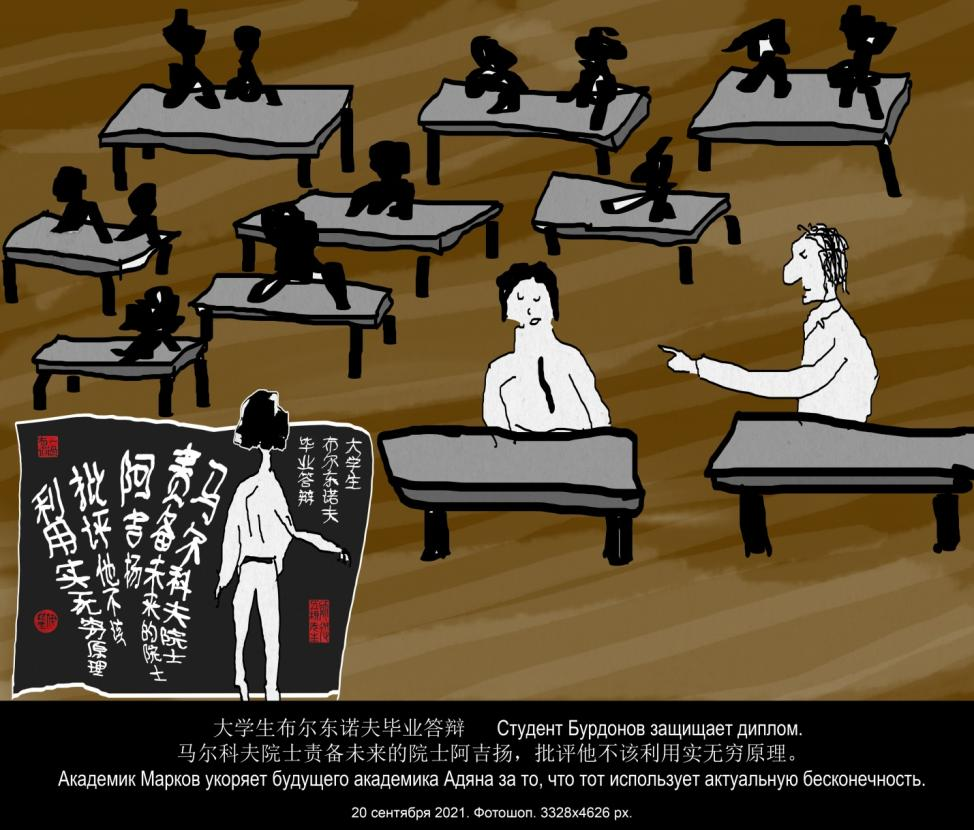 大学生
布尔东诺夫
毕业答辩
马尔科夫院士
责备未来的院士
阿吉扬
批评他不该
利用实无穷原理
大学生布尔东诺夫毕业答辩 Студент Бурдонов защищает диплом.
马尔科夫院士责备未来的院士阿吉扬，批评他不该利用实无穷原理。
Академик Марков укоряет будущего академика Адяна за то, что тот использует актуальную бесконечность.
20 сентября 2021. Фотошоп. 3328x4626 px.